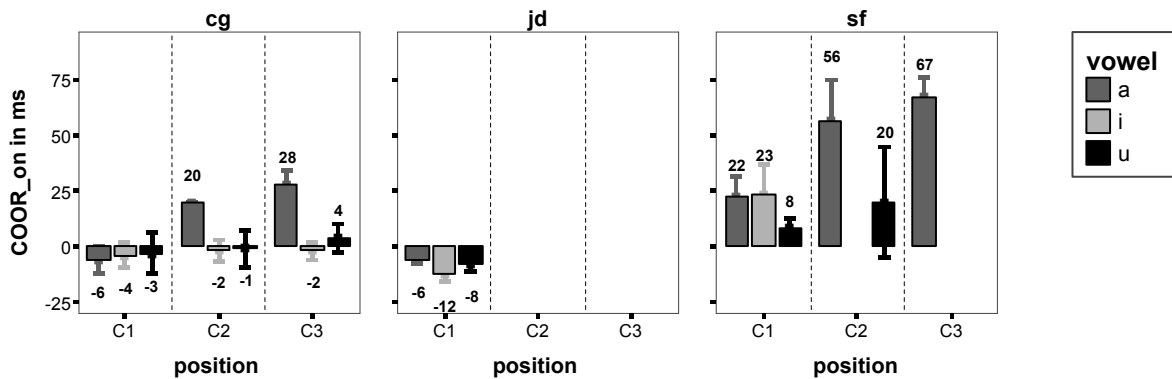 cg
jd
sf
COOR_on in ms
75
50
25
0
-25
-6
-4
-3
20
-2
-1
28
-2
4
-6
-12
-8
22
23
8
56
20
67
C1
C2
C3
C1
C2
C3
C1
C2
C3
position
position
position
vowel
a
i
u